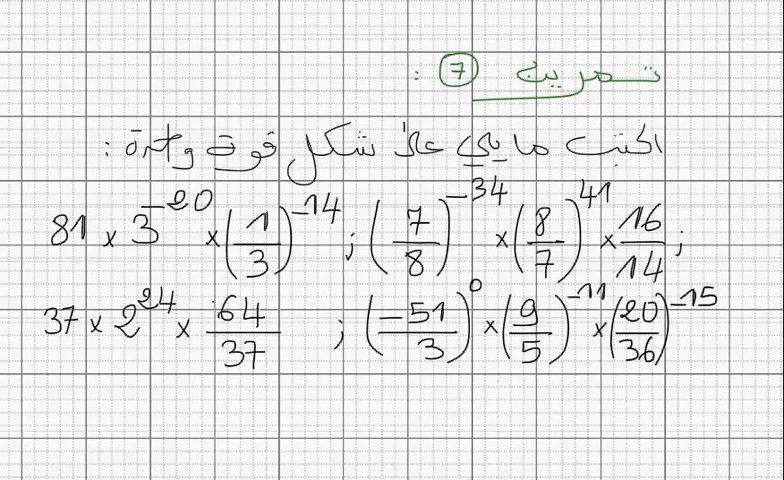 تمرين 7 :
اكتب ما يلي على شكل قوة واحدة :
81 × 3^-20 × (1/3)^-14 ; (7/8)^-34 × (8/7)^41 × 16/14 ;
37 × 2^24 × 64/37 ; (-51/3)^0 × (9/5)^-11 × (20/36)^-15